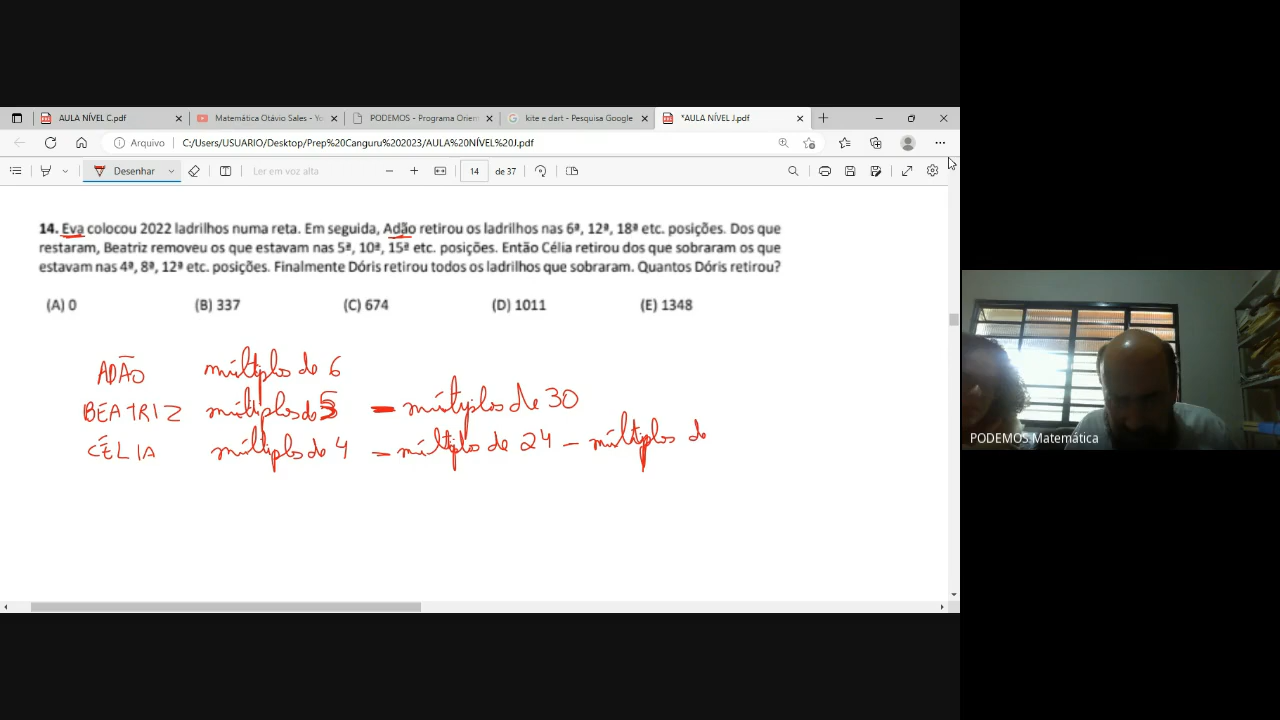 AULA NÍVEL C.pdf
Matemática Otávio Sales - Yo
PODEMOS - Programa Orien
kite e dart - Pesquisa Google
*AULA NÍVEL J.pdf
Arquivo
C:/Users/USUARIO/Desktop/Prep%20Canguru%202023/AULA%20NÍVEL%20J.pdf
Desenhar
Ler em voz alta
14
de 37
14. Eva colocou 2022 ladrilhos numa reta. Em seguida, Adão retirou os ladrilhos nas 6ª, 12ª, 18ª etc. posições. Dos que
restaram, Beatriz removeu os que estavam nas 5ª, 10ª, 15ª etc. posições. Então Célia retirou dos que sobraram os que
estavam nas 4ª, 8ª, 12ª etc. posições. Finalmente Dóris retirou todos os ladrilhos que sobraram. Quantos Dóris retirou?
(A) 0 (B) 337 (C) 674 (D) 1011 (E) 1348
ADÃO múltiplo de 6
BEATRIZ múltiplos de 5 - múltiplos de 30
CÉLIA múltiplos de 4 - múltiplo de 24 - múltiplos de
PODEMOS Matemática